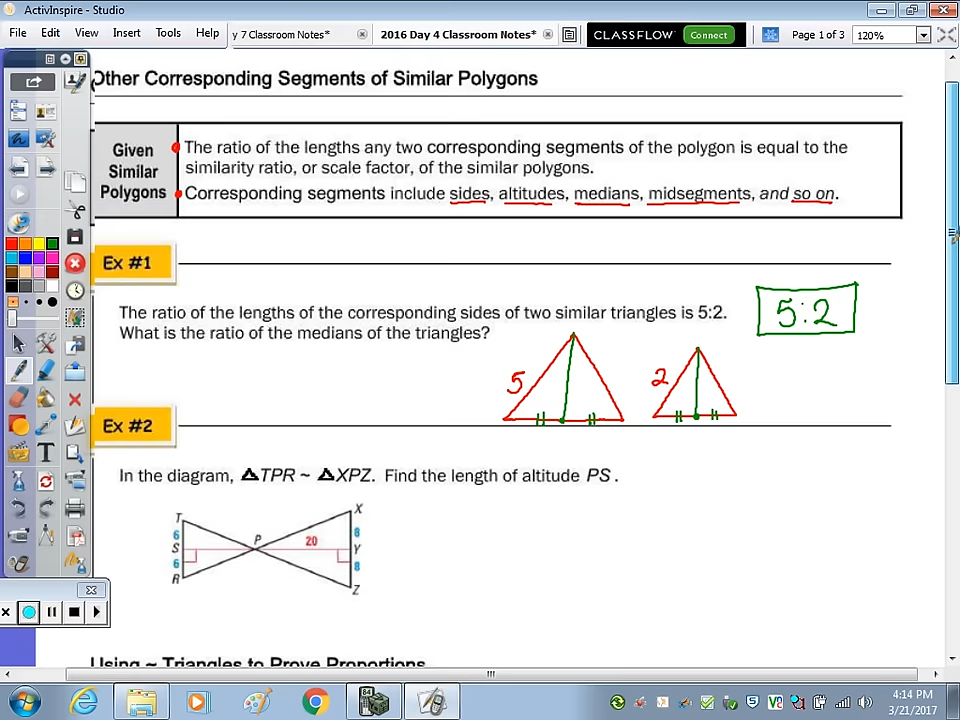 ActivInspire - Studio
File Edit View Insert Tools Help
y 7 Classroom Notes*
2016 Day 4 Classroom Notes*
CLASSFLOW Connect
Page 1 of 3
120%
Other Corresponding Segments of Similar Polygons
Given
Similar
Polygons
The ratio of the lengths any two corresponding segments of the polygon is equal to the
similarity ratio, or scale factor, of the similar polygons.
Corresponding segments include sides, altitudes, medians, midsegments, and so on.
Ex #1
The ratio of the lengths of the corresponding sides of two similar triangles is 5:2.
What is the ratio of the medians of the triangles?
5:2
5
2
Ex #2
In the diagram, △TPR ~ △XPZ. Find the length of altitude PS.
T
6
S
6
R
P
20
X
8
Y
8
Z
Using ~ Triangles to Prove Proportions
4:14 PM
3/21/2017